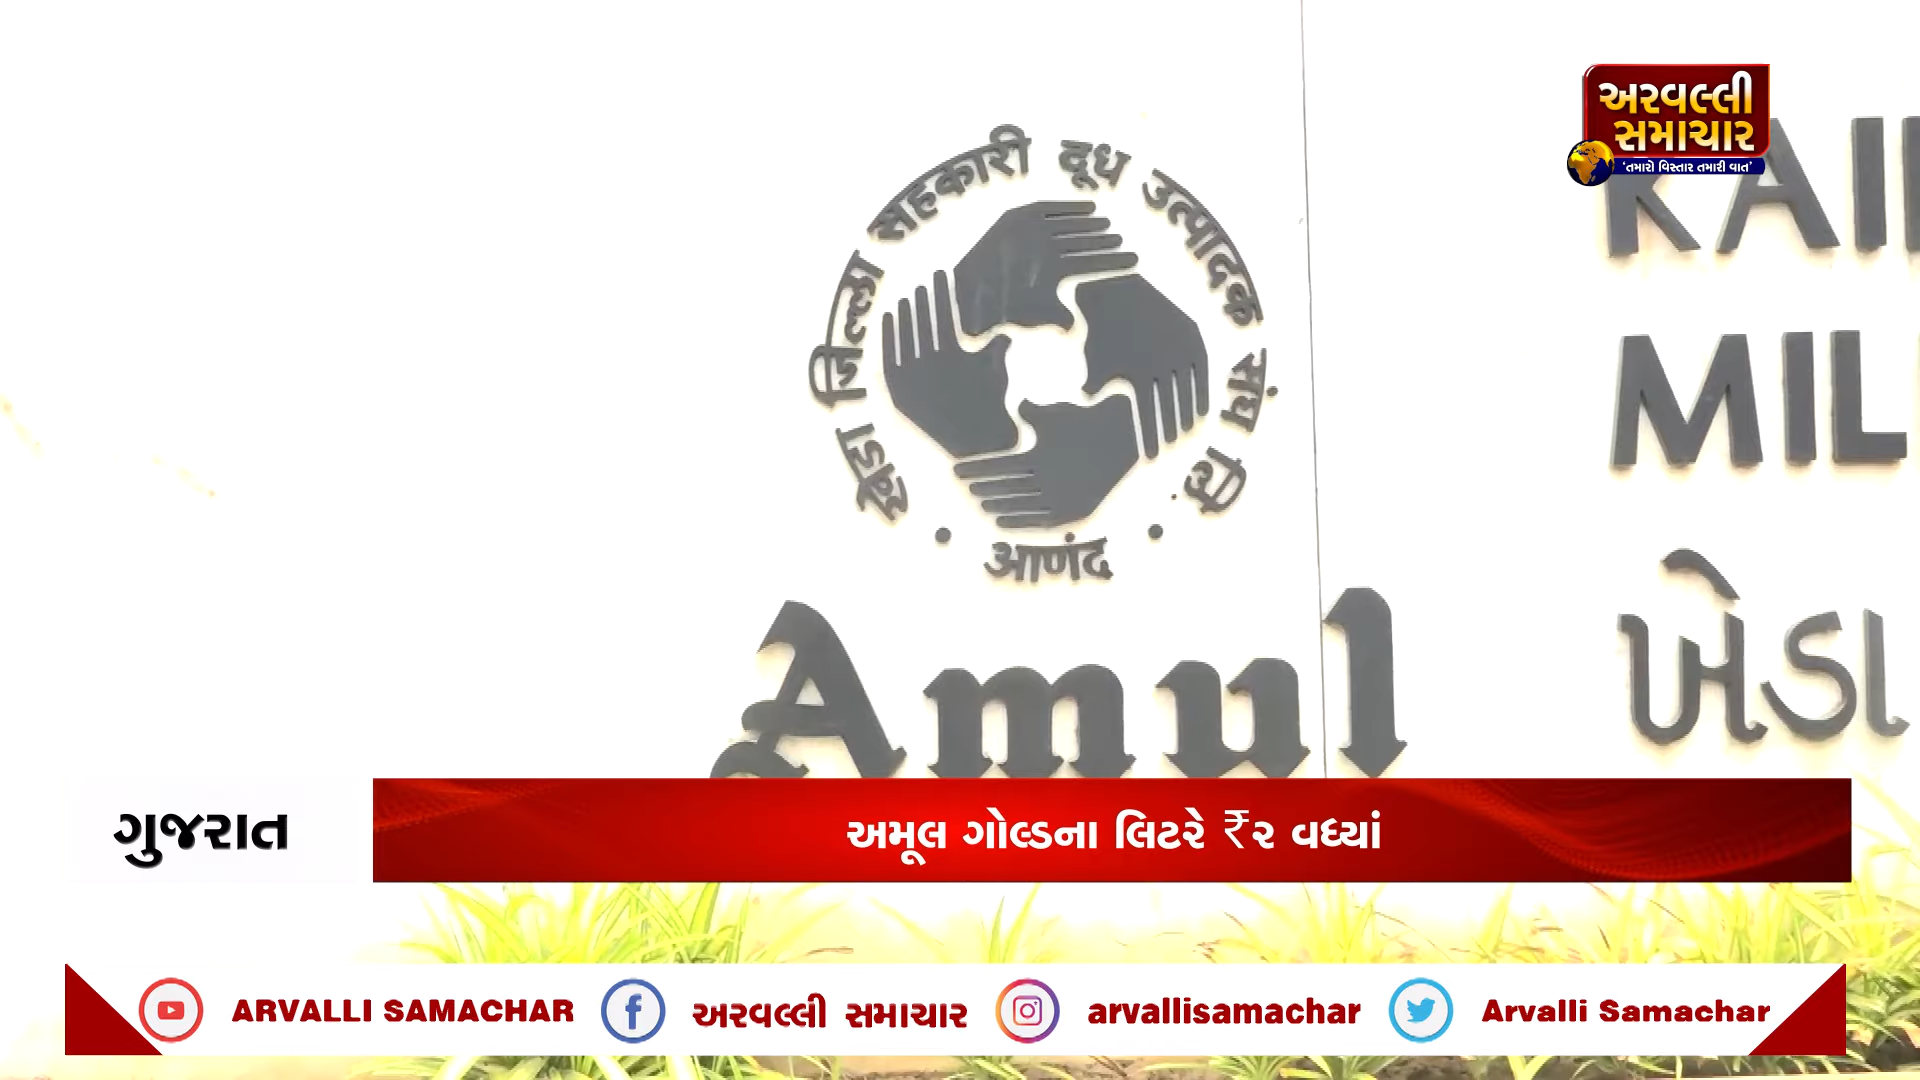 અરવલ્લી
સમાચાર
'તમારો વિસ્તાર તમારી વાત'
खेडा जिल्ला सहकारी दूध उत्पादक संघ लि.
• आणंद •
Amul
MIL
ખેડા
ગુજરાત
અમૂલ ગોલ્ડના લિટરે ₹૨ વધ્યાં
ARVALLI SAMACHAR
અરવલ્લી સમાચાર
arvallisamachar
Arvalli Samachar